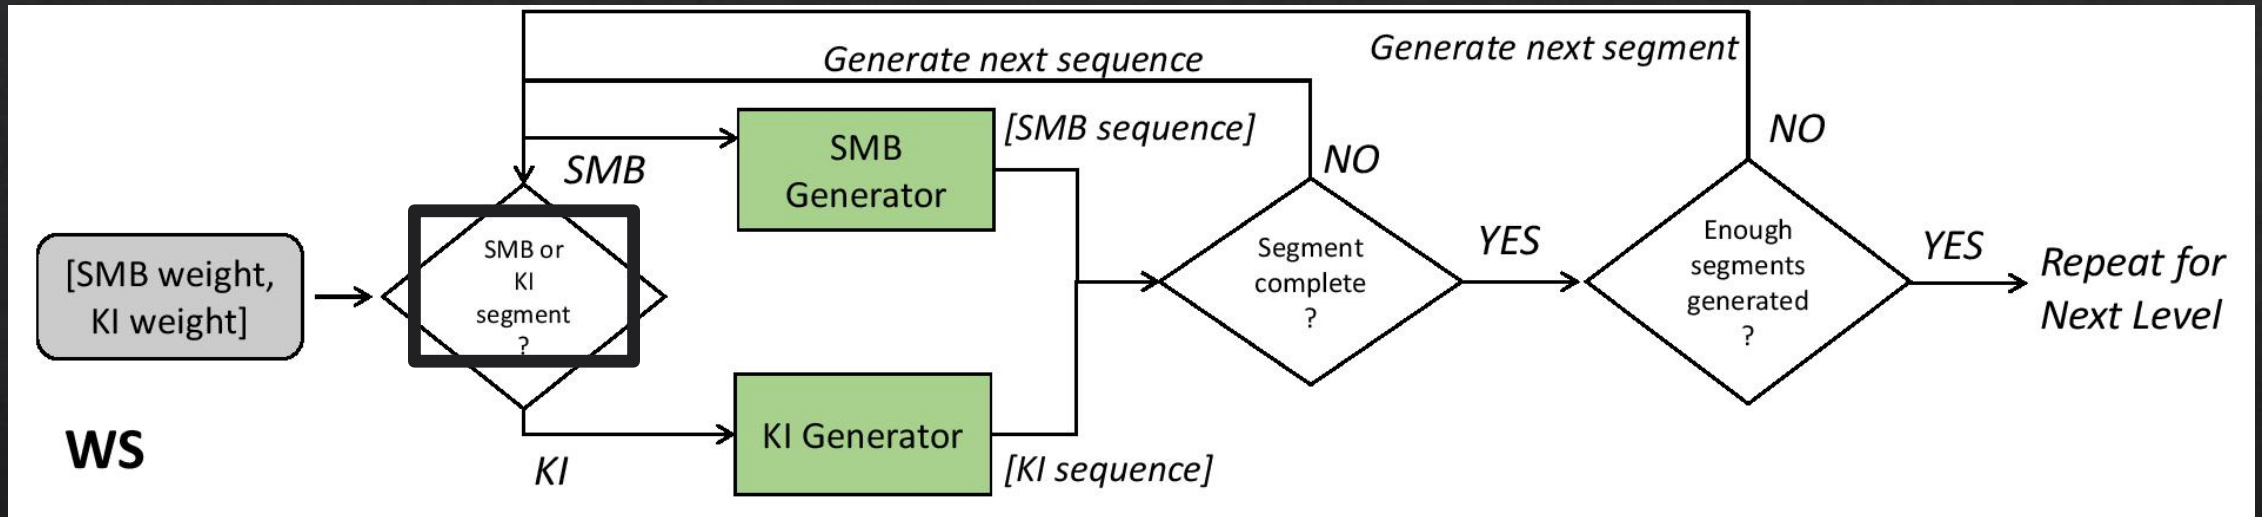 Generate next sequence
Generate next segment
[SMB sequence]
NO
NO
SMB
SMB
Generator
[SMB weight,
KI weight]
SMB or
KI
segment
?
Segment
complete
?
YES
Enough
segments
generated
?
YES
Repeat for
Next Level
WS
KI
KI Generator
[KI sequence]